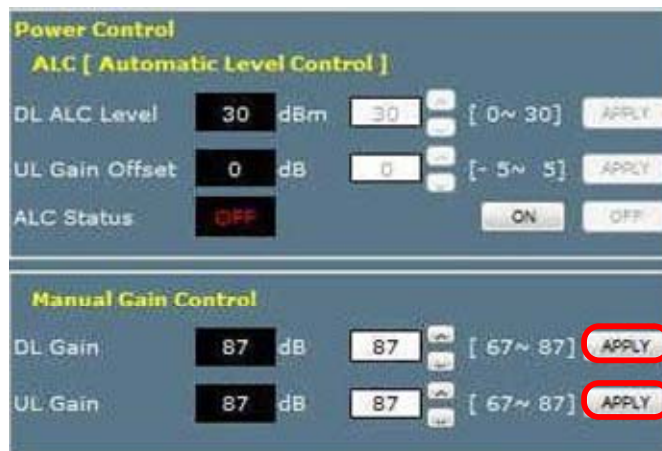 Power Control
ALC [ Automatic Level Control ]
DL ALC Level 30 dBm 30 [ 0~ 30] APPLY
UL Gain Offset 0 dB 0 [- 5~ 5] APPLY
ALC Status OFF ON OFF
Manual Gain Control
DL Gain 87 dB 87 [ 67~ 87] APPLY
UL Gain 87 dB 87 [ 67~ 87] APPLY